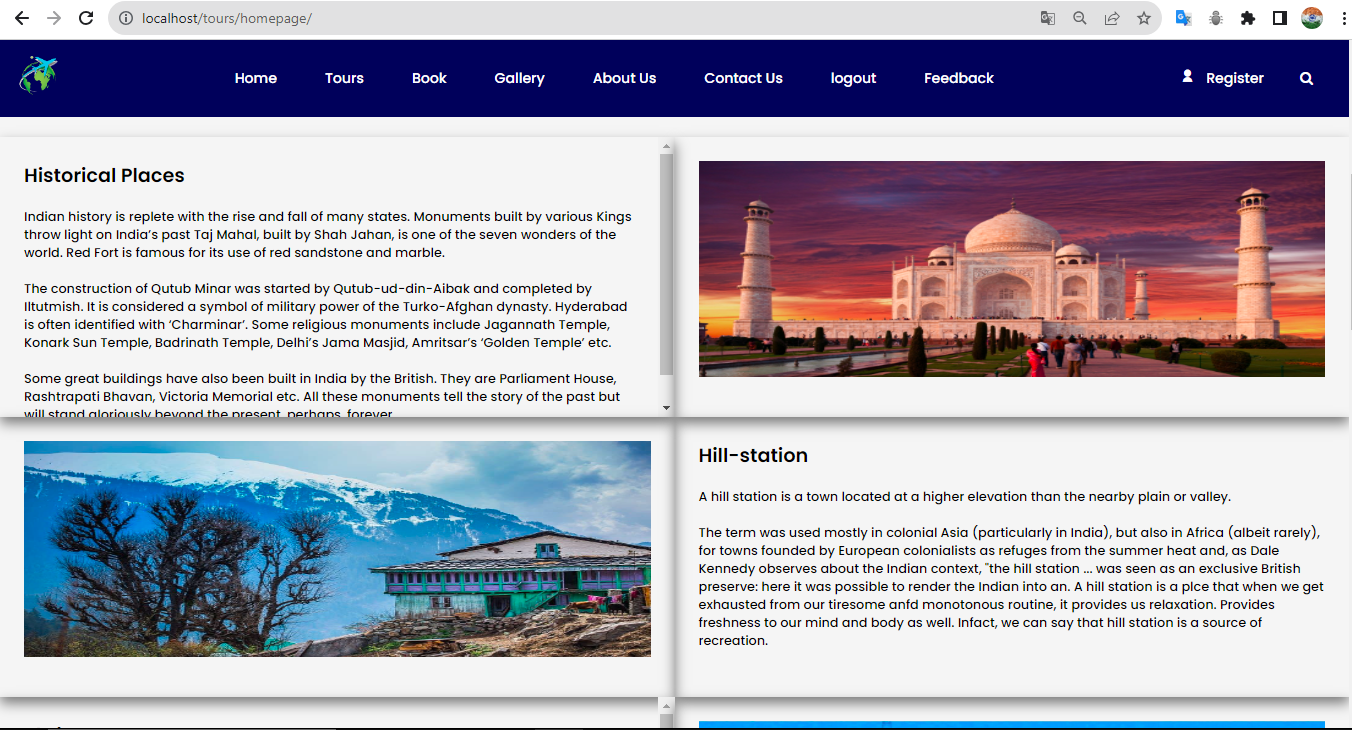 localhost/tours/homepage/
Home Tours Book Gallery About Us Contact Us logout Feedback Register
Historical Places
Indian history is replete with the rise and fall of many states. Monuments built by various Kings
throw light on India’s past Taj Mahal, built by Shah Jahan, is one of the seven wonders of the
world. Red Fort is famous for its use of red sandstone and marble.
The construction of Qutub Minar was started by Qutub-ud-din-Aibak and completed by
Iltutmish. It is considered a symbol of military power of the Turko-Afghan dynasty. Hyderabad
is often identified with ‘Charminar’. Some religious monuments include Jagannath Temple,
Konark Sun Temple, Badrinath Temple, Delhi’s Jama Masjid, Amritsar’s ‘Golden Temple’ etc.
Some great buildings have also been built in India by the British. They are Parliament House,
Rashtrapati Bhavan, Victoria Memorial etc. All these monuments tell the story of the past but
will stand gloriously beyond the present, perhaps, forever
Hill-station
A hill station is a town located at a higher elevation than the nearby plain or valley.
The term was used mostly in colonial Asia (particularly in India), but also in Africa (albeit rarely),
for towns founded by European colonialists as refuges from the summer heat and, as Dale
Kennedy observes about the Indian context, "the hill station ... was seen as an exclusive British
preserve: here it was possible to render the Indian into an. A hill station is a plce that when we get
exhausted from our tiresome anfd monotonous routine, it provides us relaxation. Provides
freshness to our mind and body as well. Infact, we can say that hill station is a source of
recreation.